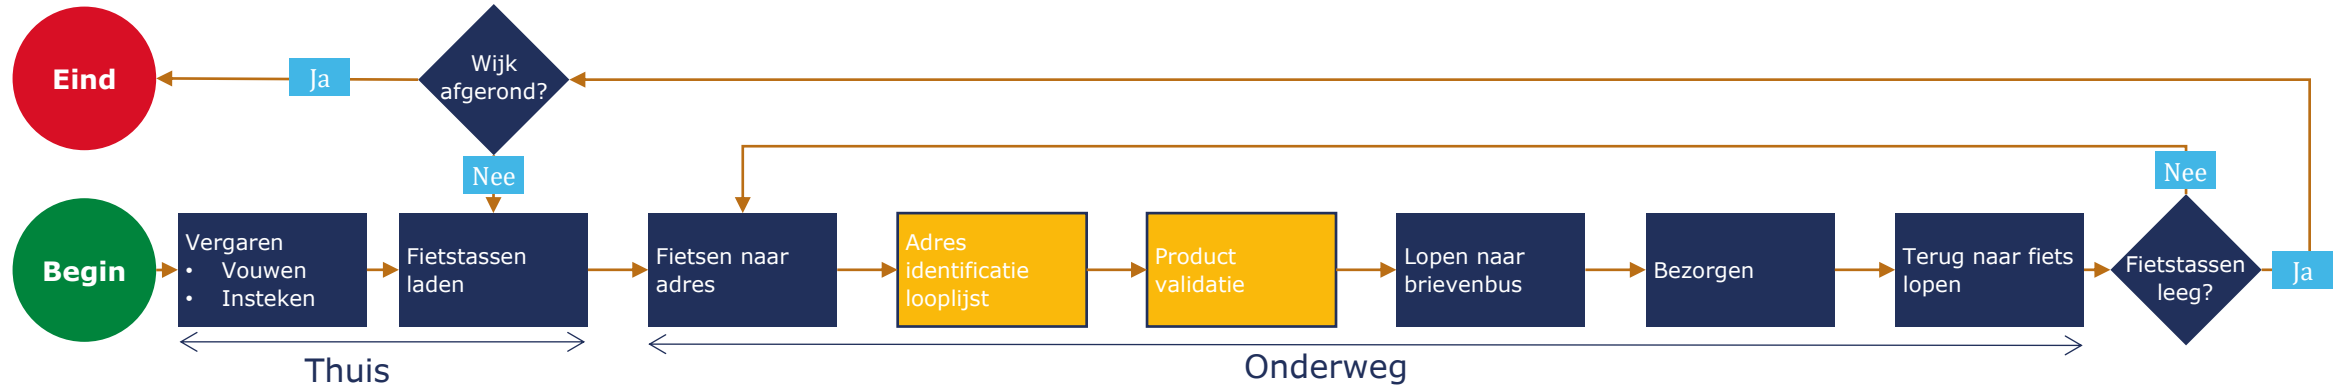 Eind
Ja
Wijk
afgerond?
Nee
Nee
Begin
Vergaren
• Vouwen
• Insteken
Fietstassen
laden
Fietsen naar
adres
Adres
identificatie
looplijst
Product
validatie
Lopen naar
brievenbus
Bezorgen
Terug naar fiets
lopen
Fietstassen
leeg?
Ja
Thuis
Onderweg